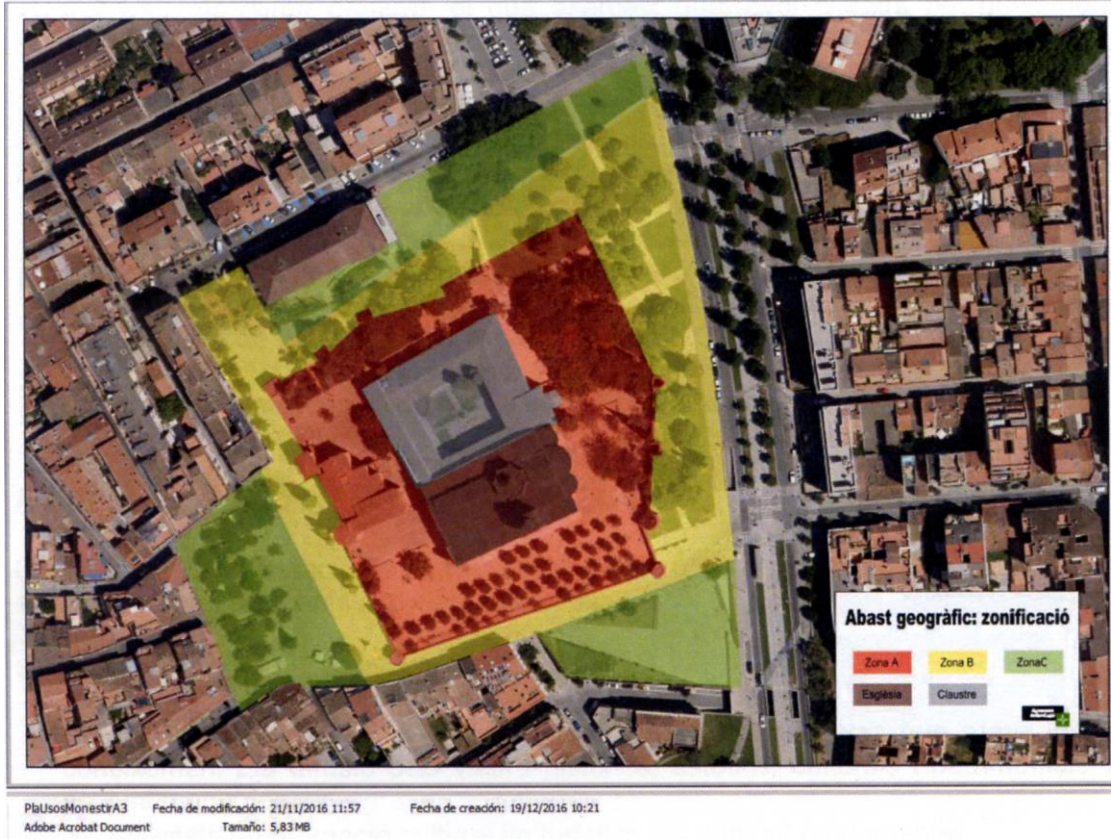 Abast geogràfic: zonificació
Zona A
Zona B
ZonaC
Església
Claustre
PlaUsosMonestirA3 Fecha de modificación: 21/11/2016 11:57 Fecha de creación: 19/12/2016 10:21
Adobe Acrobat Document Tamaño: 5,83 MB